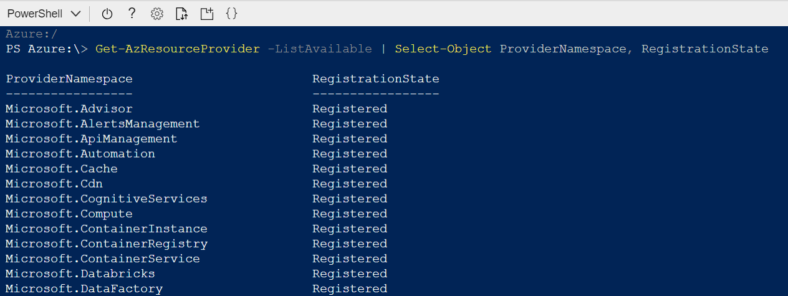 PowerShell
Azure:/
PS Azure:\> Get-AzResourceProvider -ListAvailable | Select-Object ProviderNamespace, RegistrationState
ProviderNamespace RegistrationState
----------------- -----------------
Microsoft.Advisor Registered
Microsoft.AlertsManagement Registered
Microsoft.ApiManagement Registered
Microsoft.Automation Registered
Microsoft.Cache Registered
Microsoft.Cdn Registered
Microsoft.CognitiveServices Registered
Microsoft.Compute Registered
Microsoft.ContainerInstance Registered
Microsoft.ContainerRegistry Registered
Microsoft.ContainerService Registered
Microsoft.Databricks Registered
Microsoft.DataFactory Registered